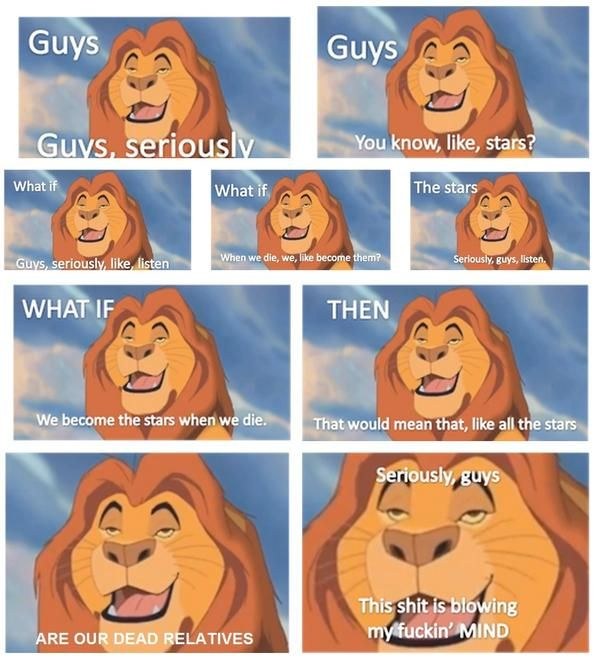 Guys
Guys, seriously
Guys
You know, like, stars?
What if
Guys, seriously, like, listen
What if
When we die, we, like become them?
The stars
Seriously, guys, listen.
WHAT IF
We become the stars when we die.
THEN
That would mean that, like all the stars
ARE OUR DEAD RELATIVES
Seriously, guys
This shit is blowing
my fuckin’ MIND